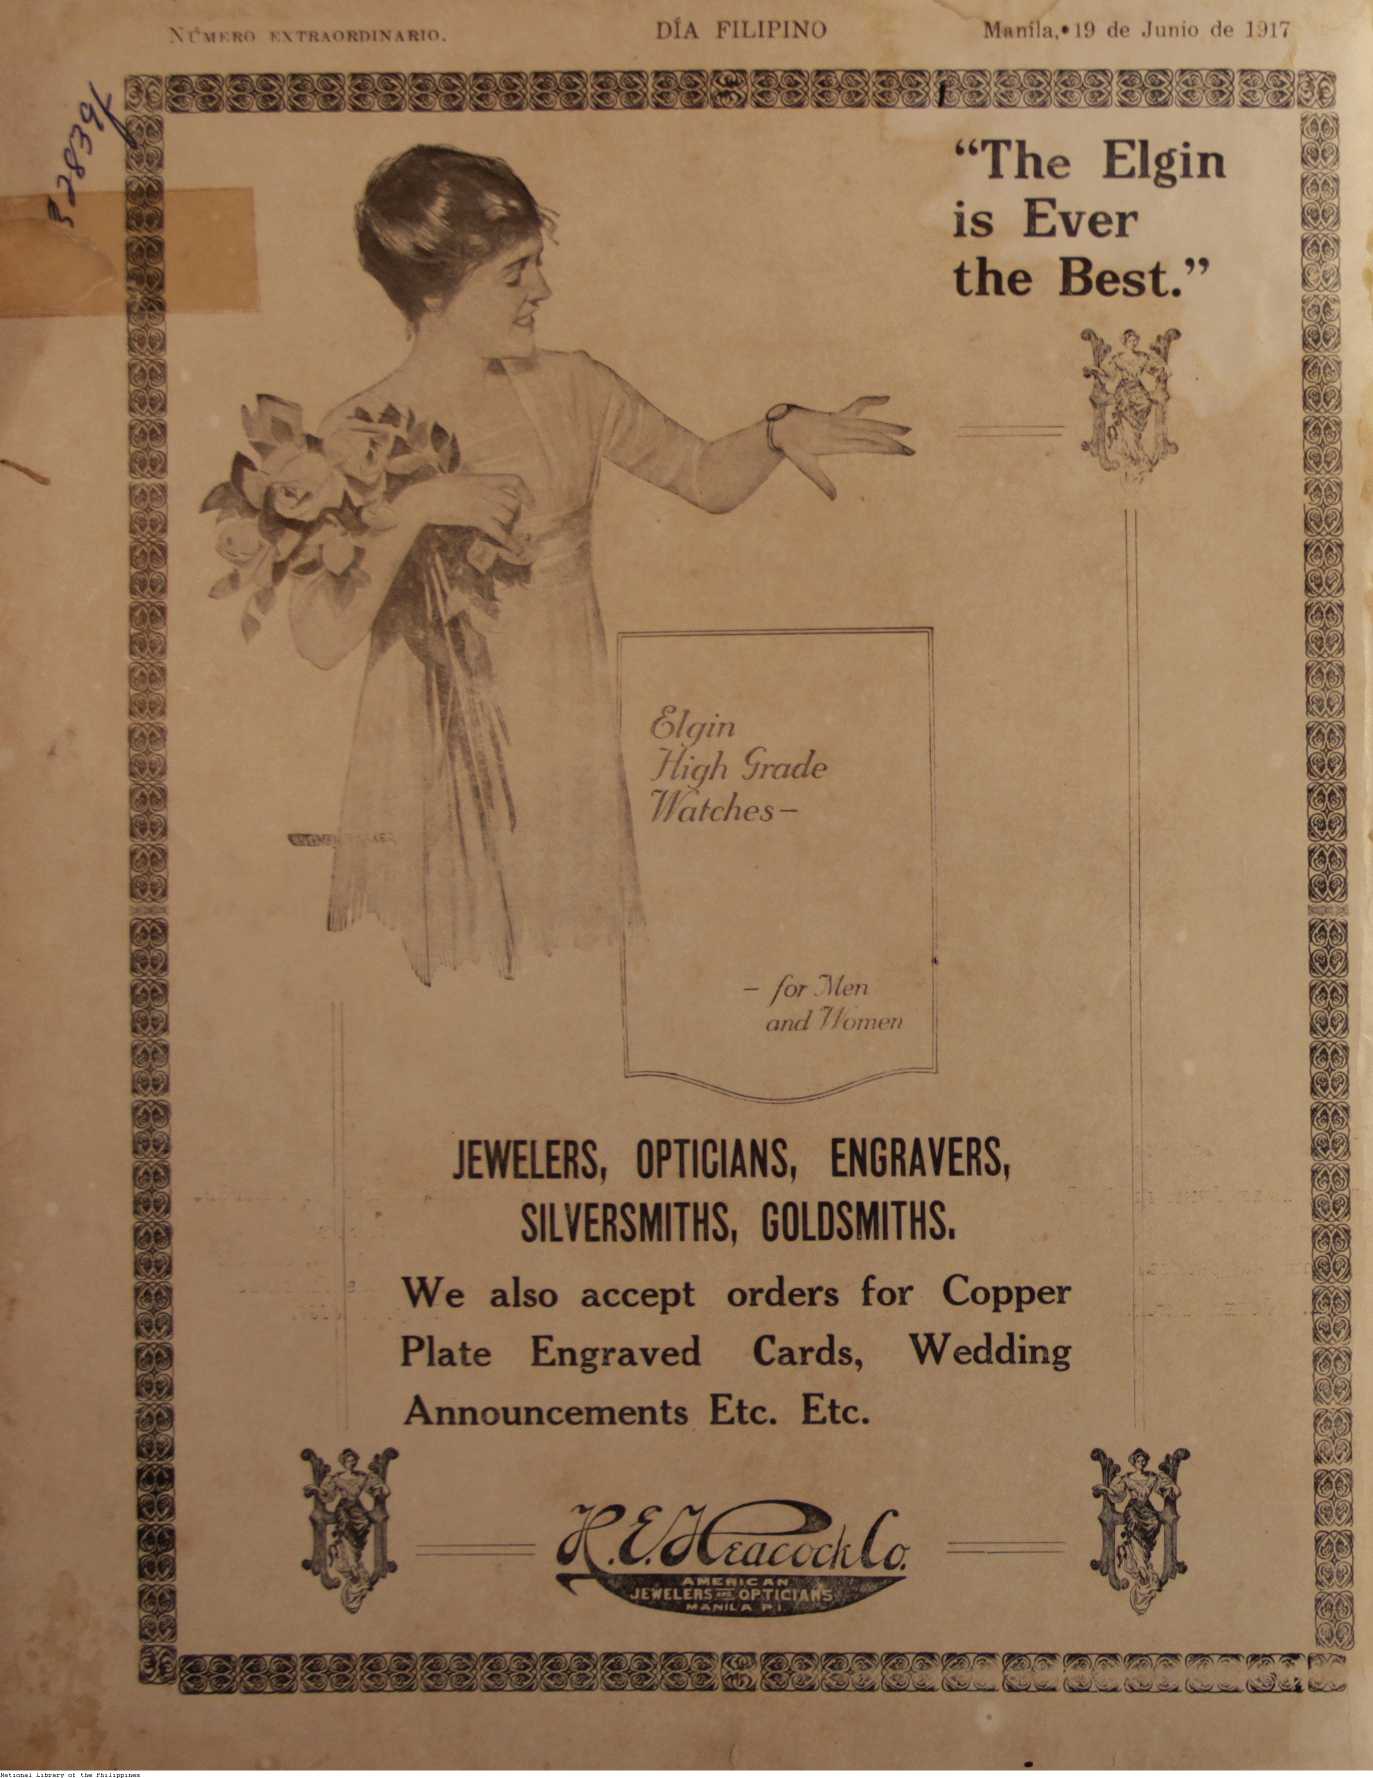 NÚMERO EXTRAORDINARIO.
DÍA FILIPINO
Manila, 19 de Junio de 1917
32839f
“The Elgin
is Ever
the Best.”
Elgin
High Grade
Watches—
— for Men
and Women
JEWELERS, OPTICIANS, ENGRAVERS,
SILVERSMITHS, GOLDSMITHS.
We also accept orders for Copper
Plate Engraved Cards, Wedding
Announcements Etc. Etc.
H.E. Heacock Co.
AMERICAN
JEWELERS AND OPTICIANS
MANILA P.I.
National Library of the Philippines